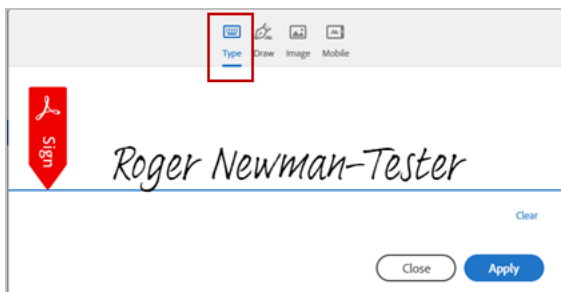 Type Draw Image Mobile
Sign
Roger Newman-Tester
Clear
Close Apply